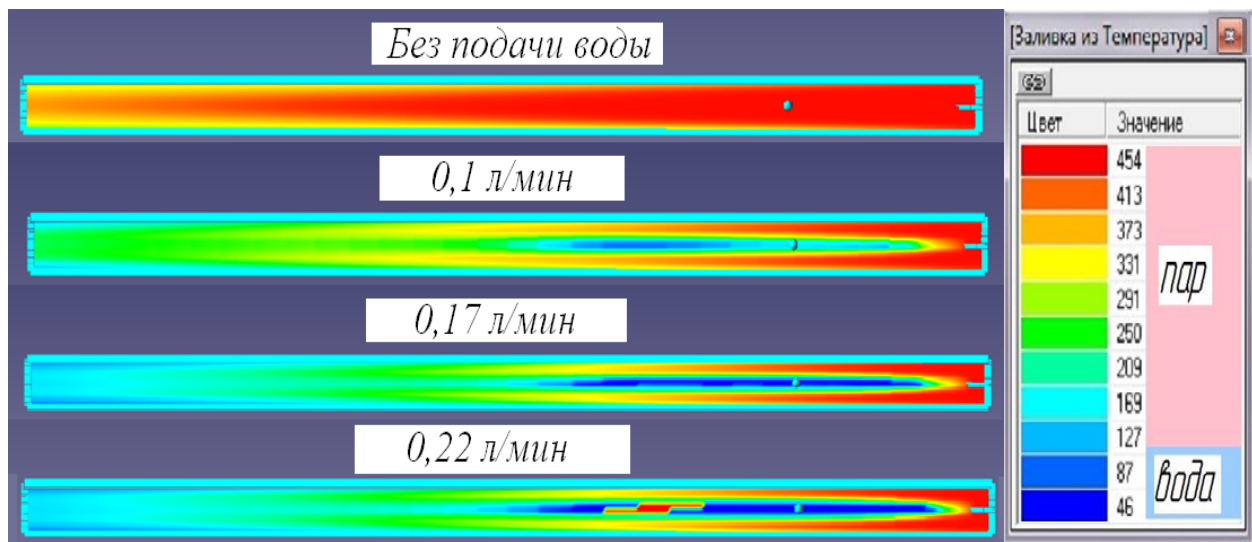 Без подачи воды
0,1 л/мин
0,17 л/мин
0,22 л/мин
[Заливка из Температура]
Цвет Значение
454
413
373
331
291
250
209
169
127
87
46
пар
вода